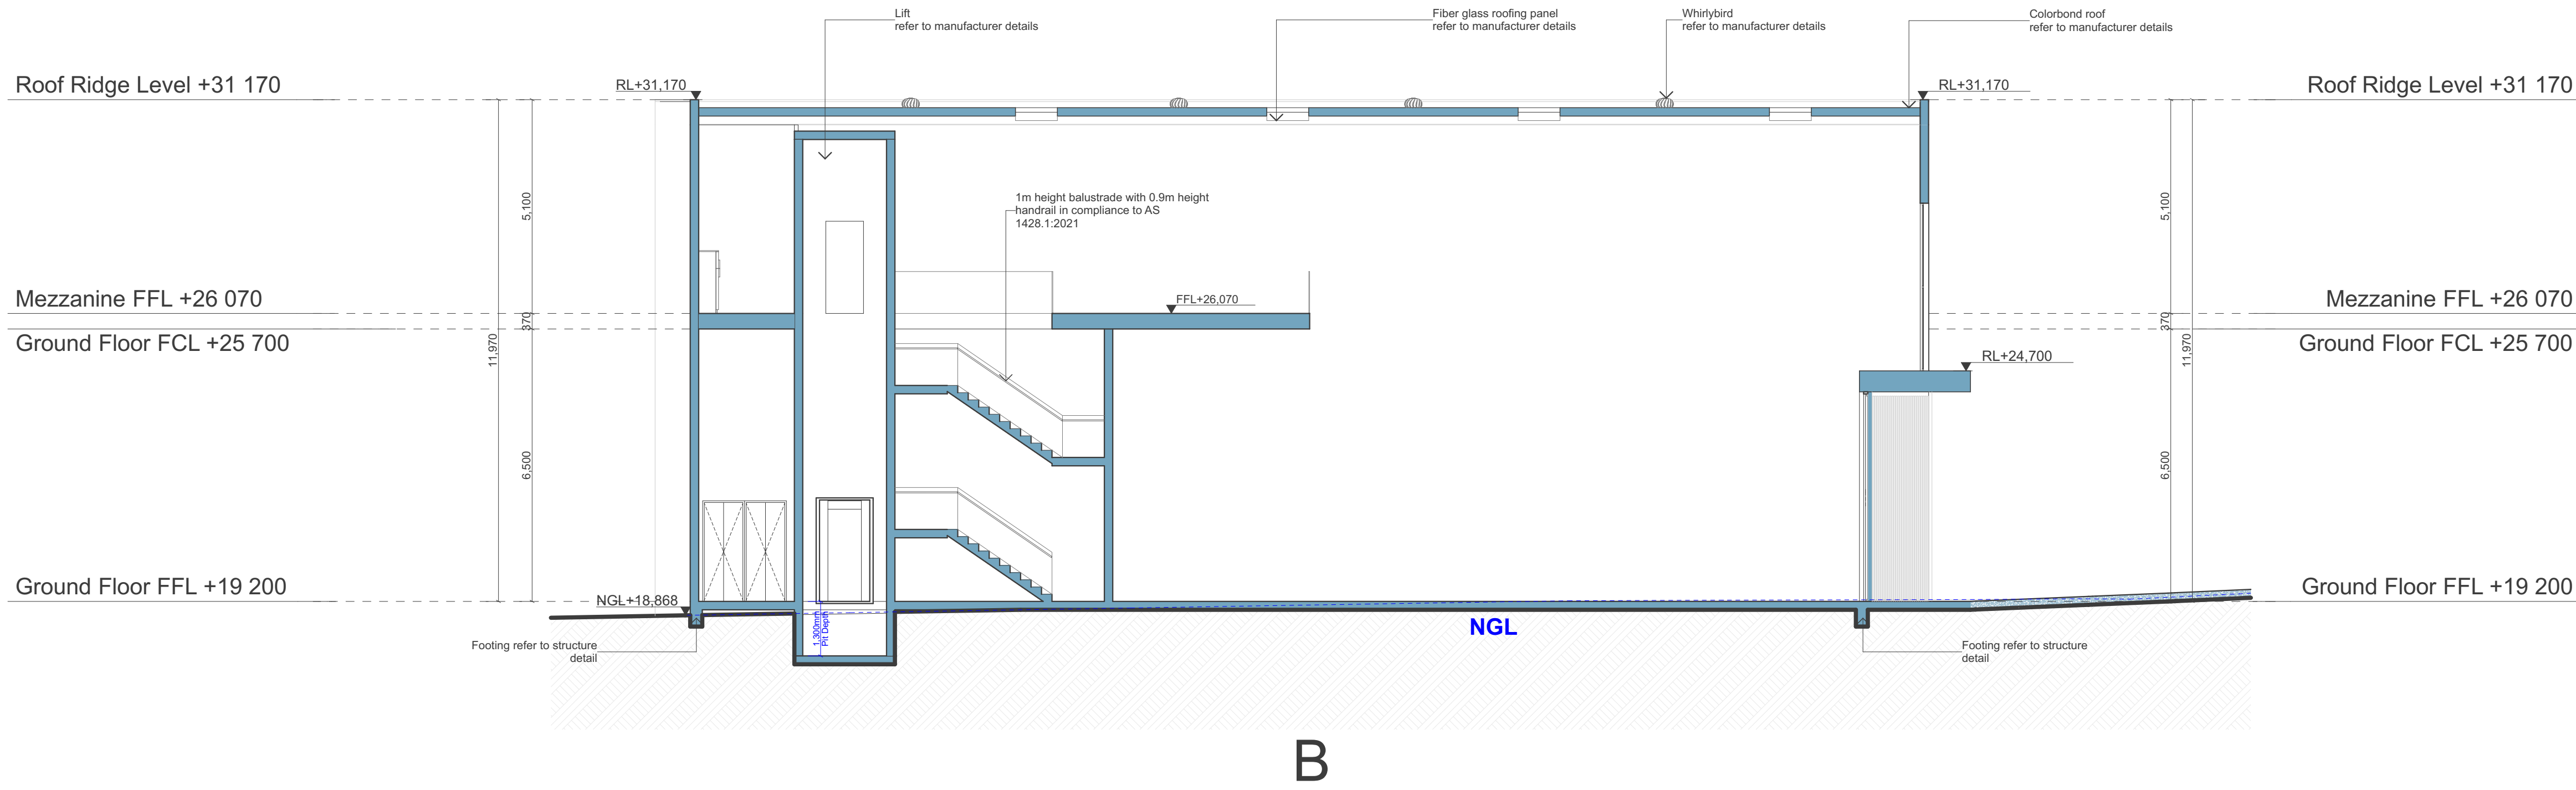 Lift
refer to manufacturer details
Fiber glass roofing panel
refer to manufacturer details
Whirlybird
refer to manufacturer details
Colorbond roof
refer to manufacturer details
Roof Ridge Level +31 170
RL+31,170
RL+31,170
Roof Ridge Level +31 170
5,100
1m height balustrade with 0.9m height
handrail in compliance to AS
1428.1:2021
5,100
Mezzanine FFL +26 070
FFL+26,070
Mezzanine FFL +26 070
370
370
Ground Floor FCL +25 700
11,970
RL+24,700
11,970
Ground Floor FCL +25 700
6,500
6,500
Ground Floor FFL +19 200
NGL+18,868
Ground Floor FFL +19 200
1,300mm
Pit Depth
NGL
Footing refer to structure
detail
Footing refer to structure
detail
B